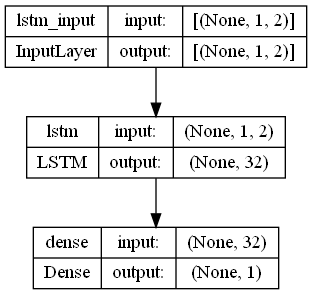 lstm_input input: [(None, 1, 2)]
InputLayer output: [(None, 1, 2)]
lstm input: (None, 1, 2)
LSTM output: (None, 32)
dense input: (None, 32)
Dense output: (None, 1)